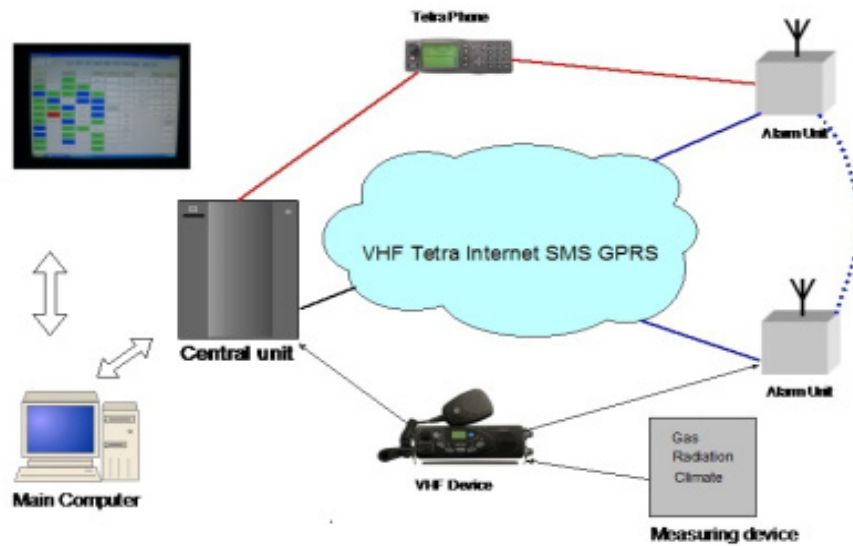 Tetra Phone
Alarm Unit
VHF Tetra Internet SMS GPRS
Central unit
Alarm Unit
Main Computer
VHF Device
Gas
Radiation
Climate
Measuring device